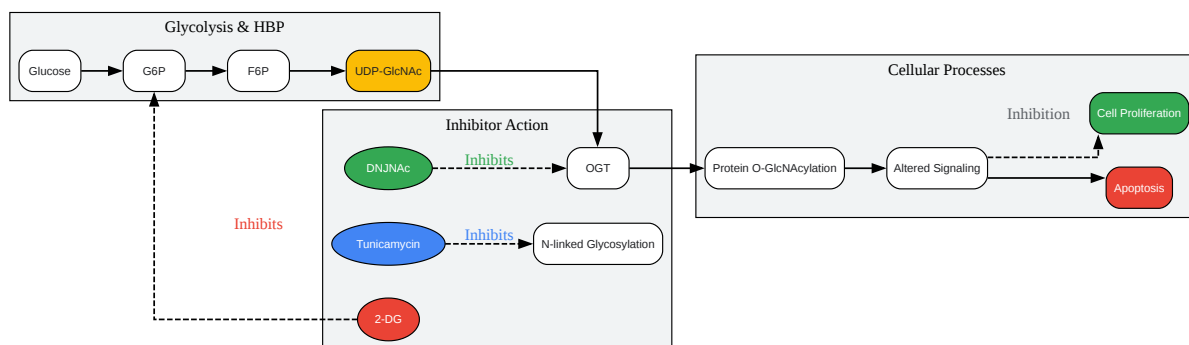 Glycolysis & HBP
Glucose
G6P
F6P
UDP-GlcNAc
Inhibitor Action
DNJNAc
Inhibits
OGT
Tunicamycin
Inhibits
N-linked Glycosylation
Inhibits
2-DG
Cellular Processes
Protein O-GlcNAcylation
Altered Signaling
Inhibition
Cell Proliferation
Apoptosis